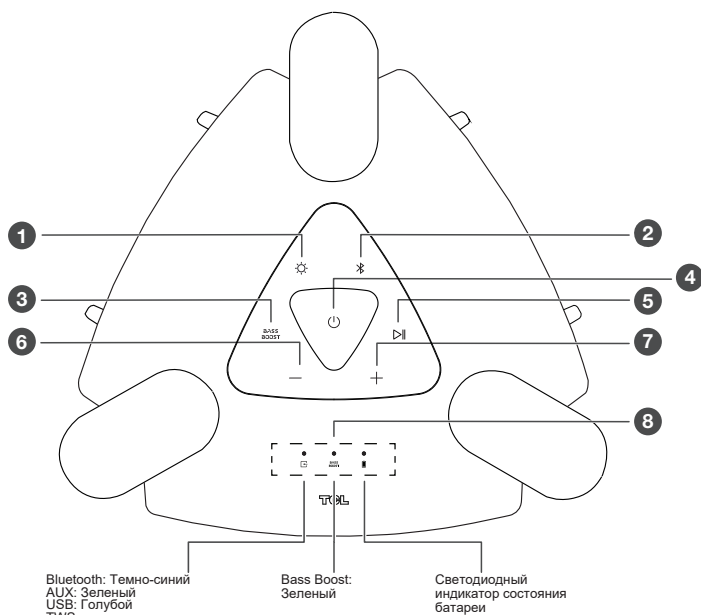 1
2
3
4
5
6
7
8
BASS
BOOST
BASS
BOOST
TCL
Bluetooth: Темно-синий
AUX: Зеленый
USB: Голубой
TWS
Bass Boost:
Зеленый
Светодиодный
индикатор состояния
батареи